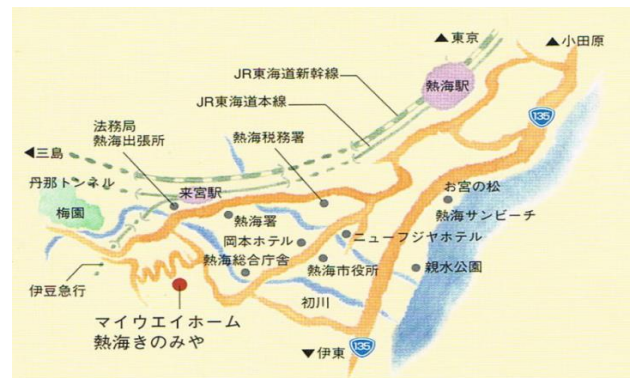 ▲東京
▲小田原
JR東海道新幹線
熱海駅
JR東海道本線
135
法務局
熱海出張所
熱海税務署
◀三島
丹那トンネル
来宮駅
お宮の松
梅園
熱海サンビーチ
熱海署
岡本ホテル
ニューフジヤホテル
熱海総合庁舎
熱海市役所
親水公園
伊豆急行
初川
マイウエイホーム
熱海きのみや
▼伊東
135